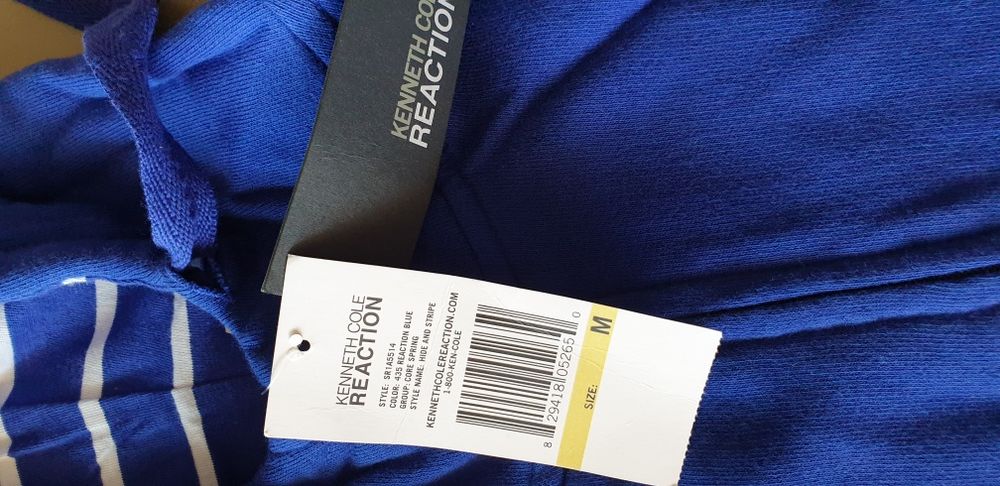 KENNETH COLE
REACTION
KENNETH COLE
REACTION
STYLE: SR1A5514
COLOR: 435 REACTION BLUE
GROUP: CORE SPRING
STYLE NAME: HIDE AND STRIPE
KENNETHCOLEREACTION.COM
1-800-KEN-COLE
8 29418 05265 0
SIZE: M